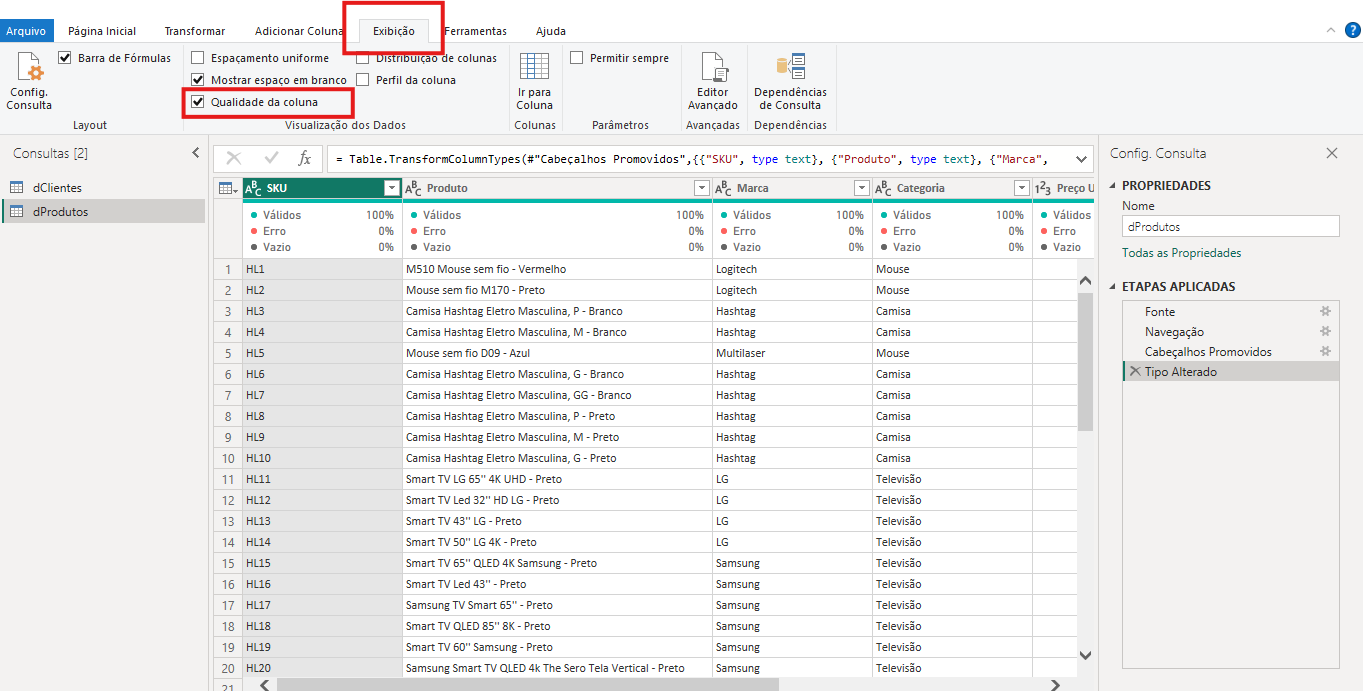 Arquivo Página Inicial Transformar Adicionar Coluna Exibição Ferramentas Ajuda ?
Config. Consulta
Barra de Fórmulas
Layout
Espaçamento uniforme
Mostrar espaço em branco
Qualidade da coluna
Distribuição de colunas
Perfil da coluna
Visualização dos Dados
Ir para Coluna
Colunas
Permitir sempre
Parâmetros
Editor Avançado
Avançadas
Dependências de Consulta
Dependências
Consultas [2]
dClientes
dProdutos
fx = Table.TransformColumnTypes(#"Cabeçalhos Promovidos",{{"SKU", type text}, {"Produto", type text}, {"Marca",
ABC SKU ABC Produto ABC Marca ABC Categoria 123 Preço U
Válidos 100% Válidos 100% Válidos 100% Válidos 100% Válidos
Erro 0% Erro 0% Erro 0% Erro 0% Erro
Vazio 0% Vazio 0% Vazio 0% Vazio 0% Vazio
1 HL1 M510 Mouse sem fio - Vermelho Logitech Mouse
2 HL2 Mouse sem fio M170 - Preto Logitech Mouse
3 HL3 Camisa Hashtag Eletro Masculina, P - Branco Hashtag Camisa
4 HL4 Camisa Hashtag Eletro Masculina, M - Branco Hashtag Camisa
5 HL5 Mouse sem fio D09 - Azul Multilaser Mouse
6 HL6 Camisa Hashtag Eletro Masculina, G - Branco Hashtag Camisa
7 HL7 Camisa Hashtag Eletro Masculina, GG - Branco Hashtag Camisa
8 HL8 Camisa Hashtag Eletro Masculina, P - Preto Hashtag Camisa
9 HL9 Camisa Hashtag Eletro Masculina, M - Preto Hashtag Camisa
10 HL10 Camisa Hashtag Eletro Masculina, G - Preto Hashtag Camisa
11 HL11 Smart TV LG 65'' 4K UHD - Preto LG Televisão
12 HL12 Smart TV Led 32'' HD LG - Preto LG Televisão
13 HL13 Smart TV 43'' LG - Preto LG Televisão
14 HL14 Smart TV 50'' LG 4K - Preto LG Televisão
15 HL15 Smart TV 65'' QLED 4K Samsung - Preto Samsung Televisão
16 HL16 Smart TV Led 43'' - Preto Samsung Televisão
17 HL17 Samsung TV Smart 65'' - Preto Samsung Televisão
18 HL18 Smart TV QLED 85'' 8K - Preto Samsung Televisão
19 HL19 Smart TV 60'' Samsung - Preto Samsung Televisão
20 HL20 Samsung Smart TV QLED 4k The Sero Tela Vertical - Preto Samsung Televisão
21
Config. Consulta
PROPRIEDADES
Nome
dProdutos
Todas as Propriedades
ETAPAS APLICADAS
Fonte
Navegação
Cabeçalhos Promovidos
Tipo Alterado